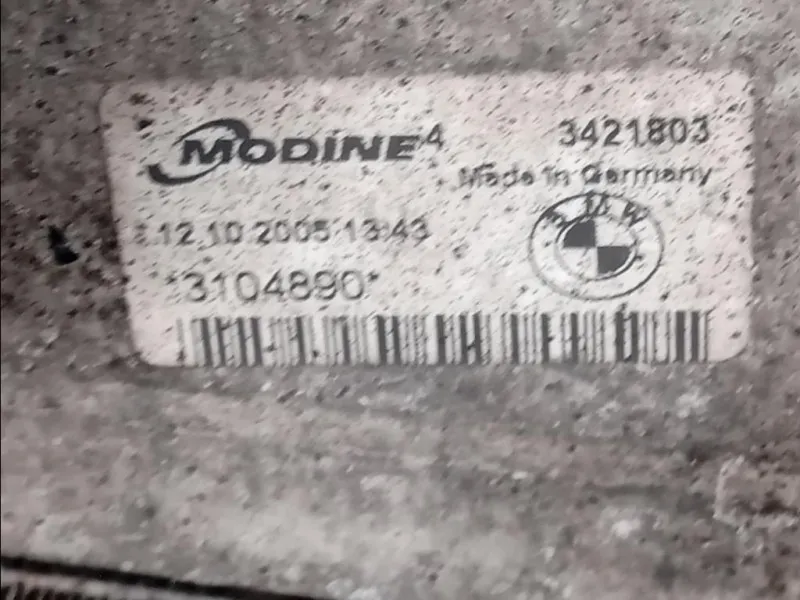 MODINE 4 3421803
Made in Germany
BMW
12.10.2005 13:43
*3104890*